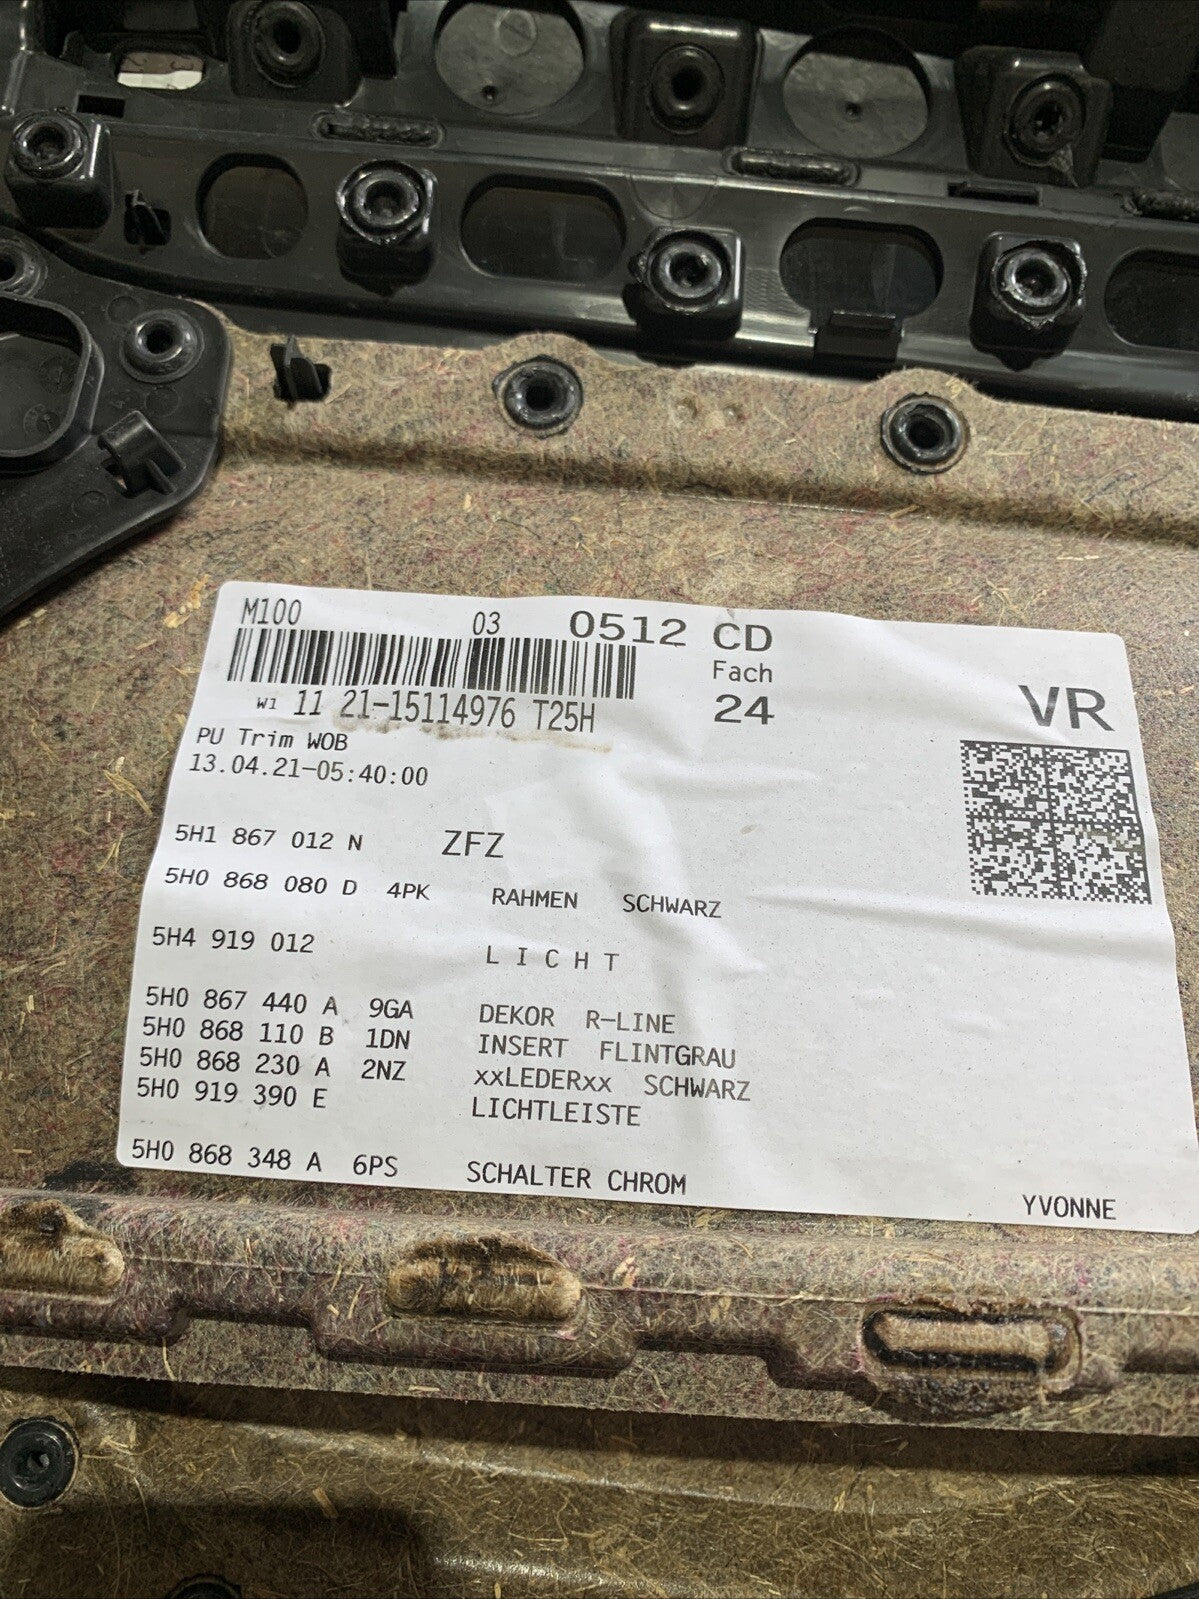 M100 03 0512 CD
Fach
24
VR
W1 11 21-15114976 T25H
PU Trim WOB
13.04.21-05:40:00
5H1 867 012 N ZFZ
5H0 868 080 D 4PK RAHMEN SCHWARZ
5H4 919 012 L I C H T
5H0 867 440 A 9GA DEKOR R-LINE
5H0 868 110 B 1DN INSERT FLINTGRAU
5H0 868 230 A 2NZ xxLEDERxx SCHWARZ
5H0 919 390 E LICHTLEISTE
5H0 868 348 A 6PS SCHALTER CHROM
YVONNE